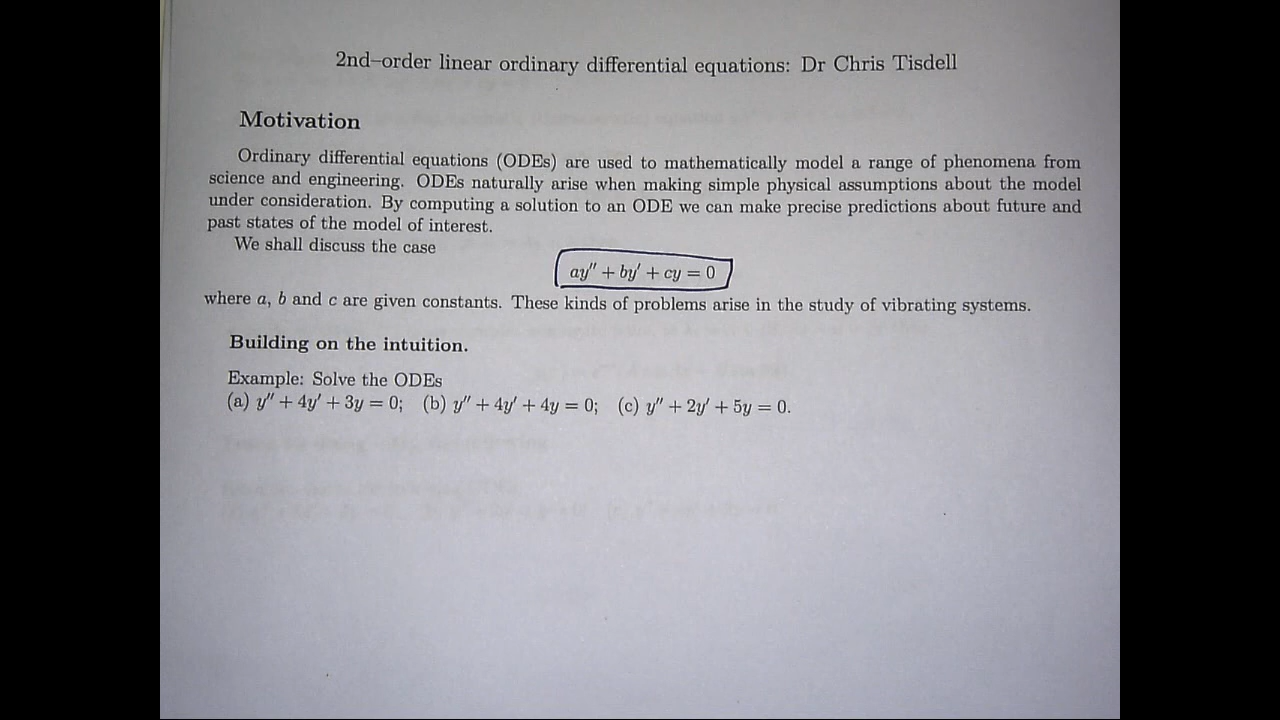 2nd–order linear ordinary differential equations: Dr Chris Tisdell
Motivation
Ordinary differential equations (ODEs) are used to mathematically model a range of phenomena from
science and engineering. ODEs naturally arise when making simple physical assumptions about the model
under consideration. By computing a solution to an ODE we can make precise predictions about future and
past states of the model of interest.
We shall discuss the case
ay″ + by′ + cy = 0
where a, b and c are given constants. These kinds of problems arise in the study of vibrating systems.
Building on the intuition.
Example: Solve the ODEs
(a) y″ + 4y′ + 3y = 0; (b) y″ + 4y′ + 4y = 0; (c) y″ + 2y′ + 5y = 0.